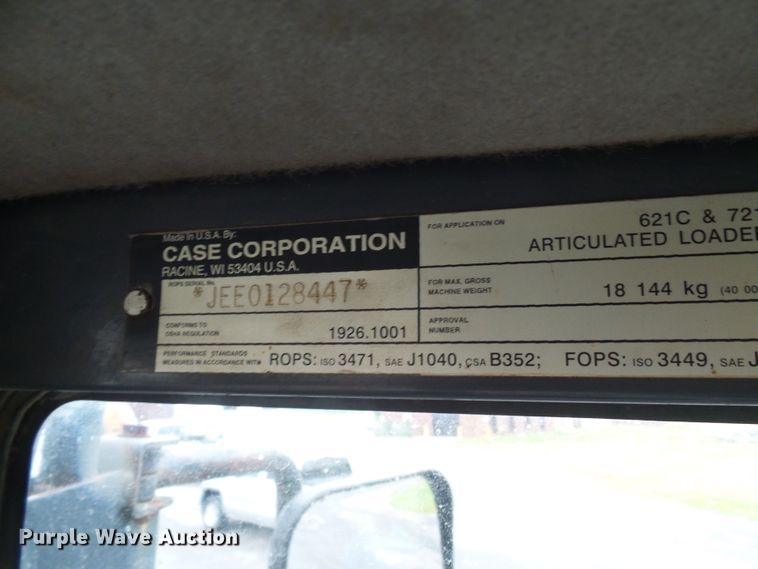 Made in U.S.A. By:
CASE CORPORATION
RACINE, WI 53404 U.S.A.
ROPS SERIAL No.
*JEE0128447*
CONFORMS TO
OSHA REGULATION
1926.1001
FOR APPLICATION ON
621C & 721
ARTICULATED LOADE
FOR MAX. GROSS
MACHINE WEIGHT
18 144 kg (40 00
APPROVAL
NUMBER
PERFORMANCE STANDARDS
MEASURED IN ACCORDANCE WITH
ROPS: ISO 3471, SAE J1040, CSA B352; FOPS: ISO 3449, SAE J
Purple Wave Auction